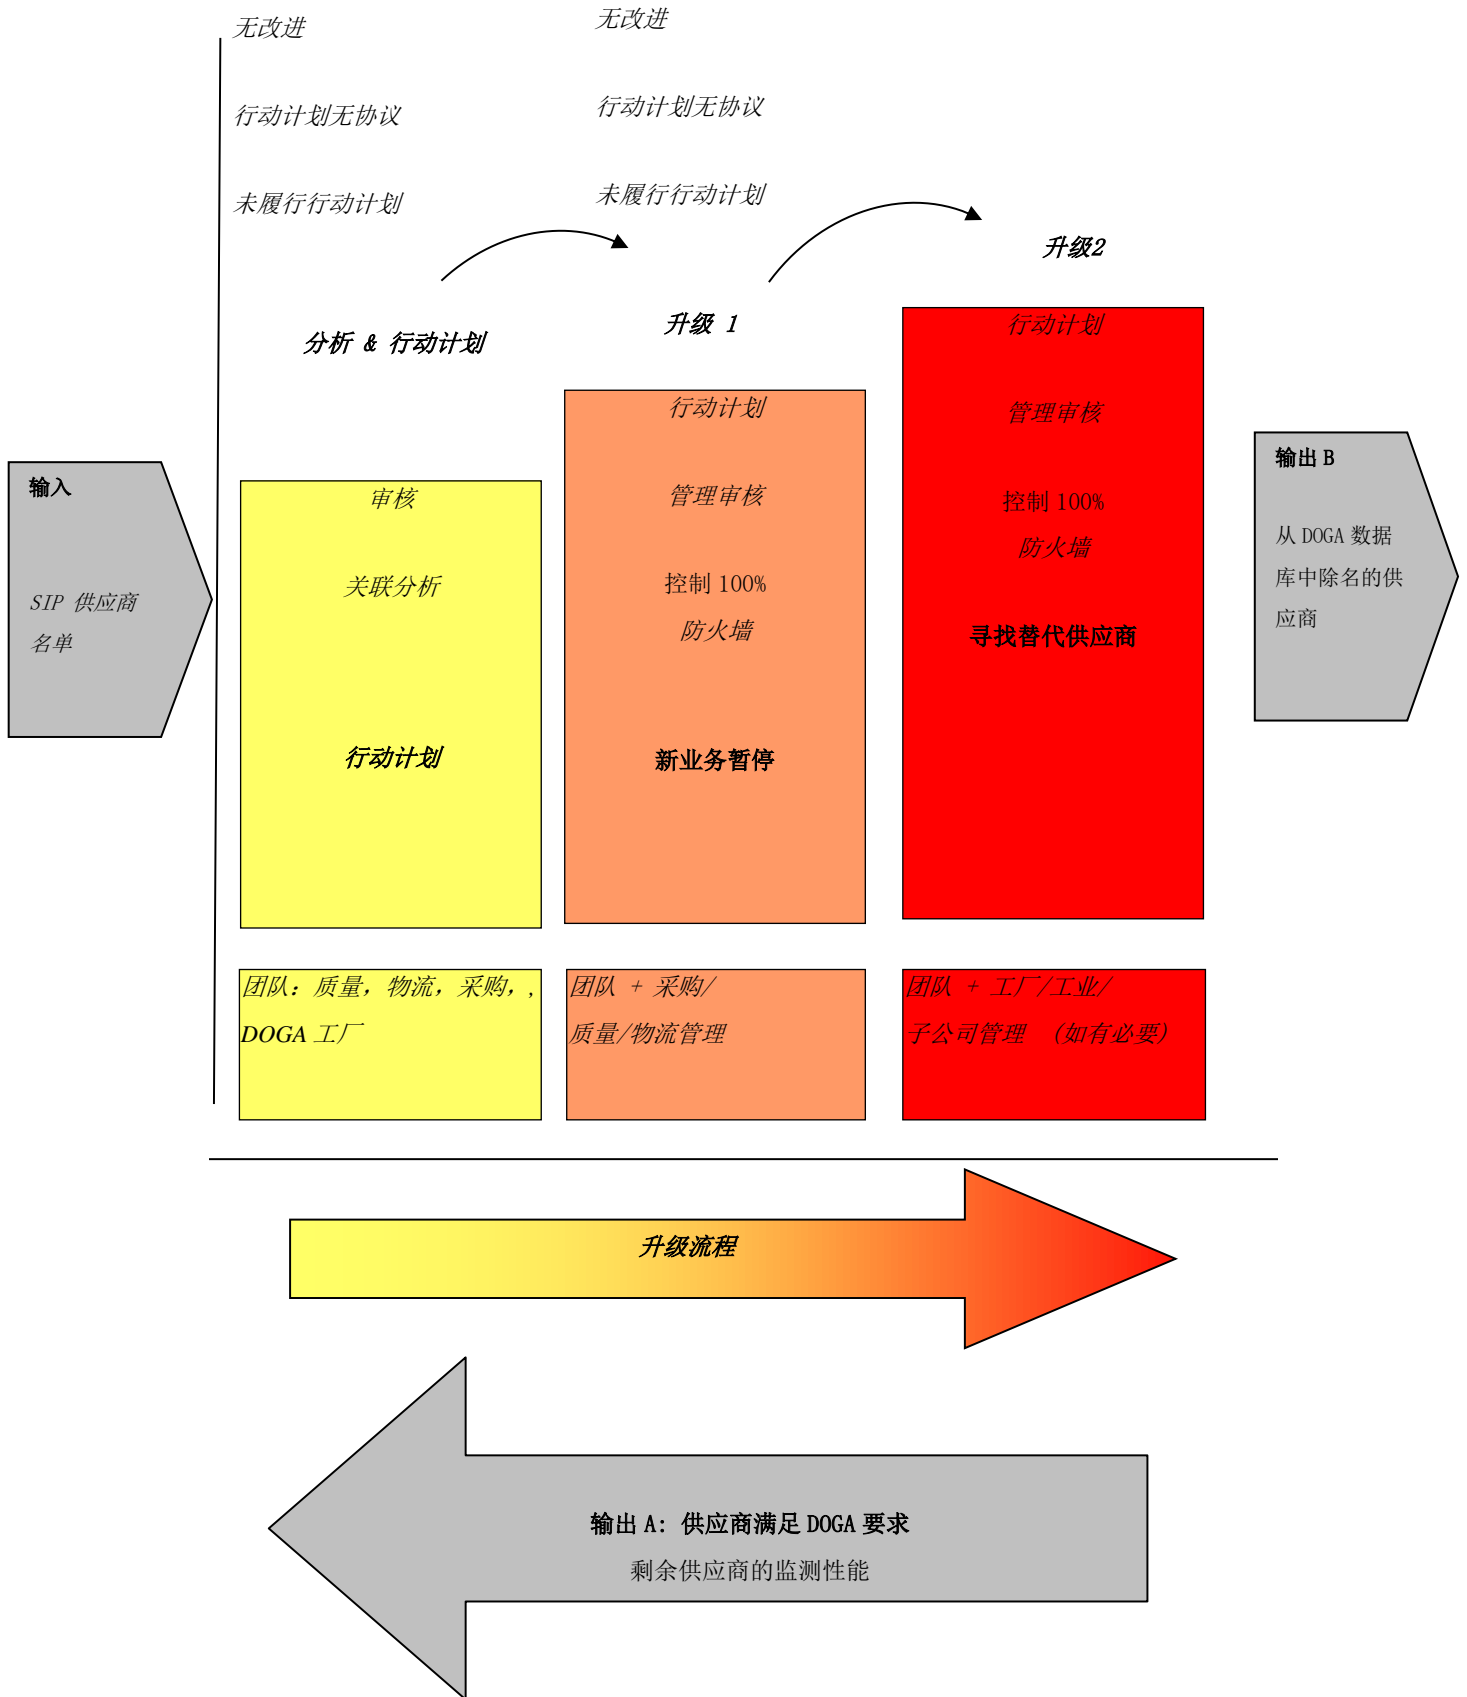 无改进
行动计划无协议
未履行行动计划
无改进
行动计划无协议
未履行行动计划
分析 & 行动计划
升级 1
升级2
输入
SIP 供应商
名单
审核
关联分析
行动计划
行动计划
管理审核
控制 100%
防火墙
新业务暂停
行动计划
管理审核
控制 100%
防火墙
寻找替代供应商
输出 B
从 DOGA 数据
库中除名的供
应商
团队：质量，物流，采购，,
DOGA 工厂
团队 + 采购/
质量/物流管理
团队 + 工厂/工业/
子公司管理 （如有必要）
升级流程
输出 A: 供应商满足 DOGA 要求
剩余供应商的监测性能